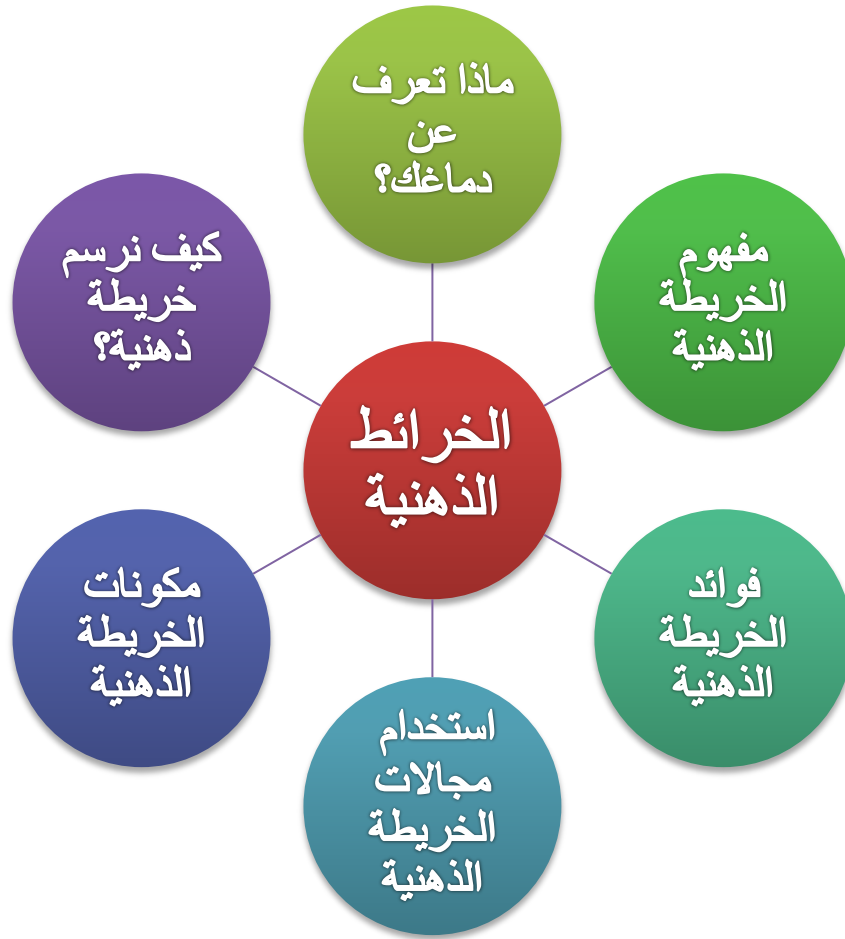 ماذا تعرف
عن
دماغك؟
مفهوم
الخريطة
الذهنية
فوائد
الخريطة
الذهنية
استخدام
مجالات
الخريطة
الذهنية
مكونات
الخريطة
الذهنية
كيف نرسم
خريطة
ذهنية؟
الخرائط
الذهنية